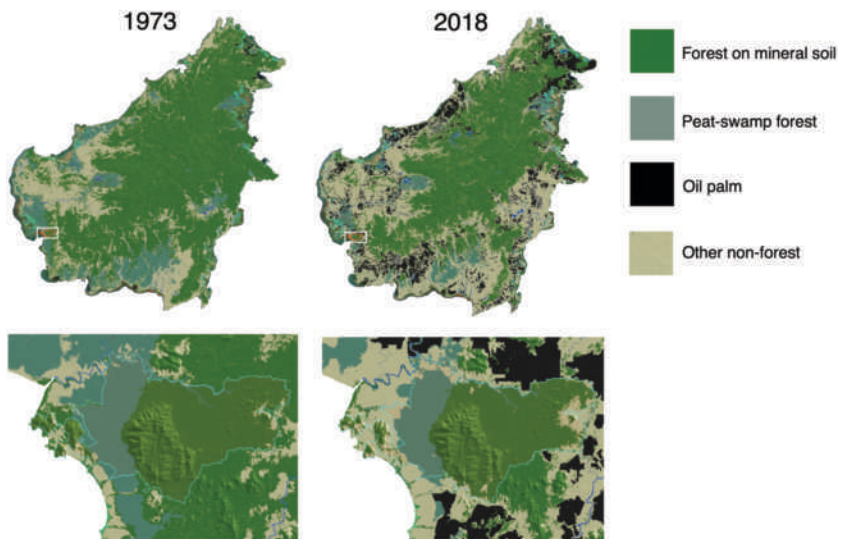 1973
2018
Forest on mineral soil
Peat-swamp forest
Oil palm
Other non-forest